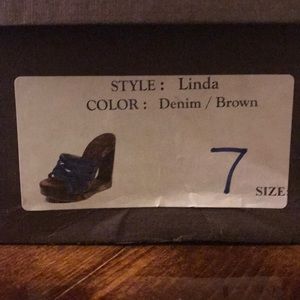 STYLE : Linda
COLOR : Denim / Brown
7 SIZE: